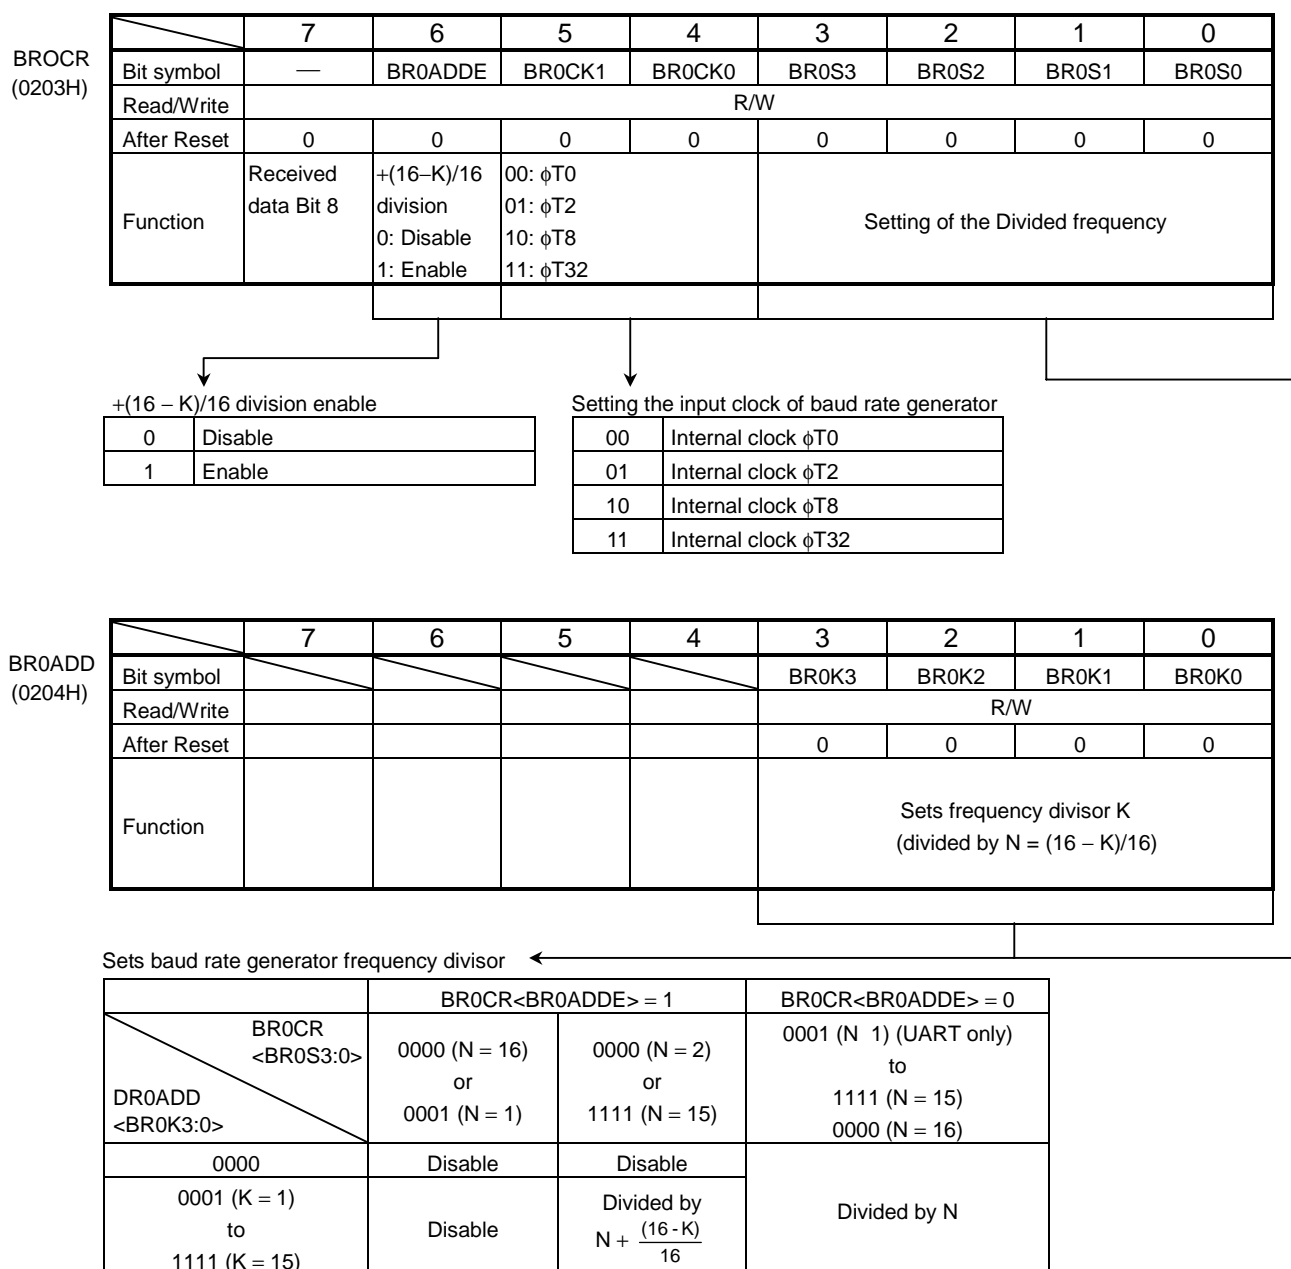 7 6 5 4 3 2 1 0
BROCR
(0203H)
Bit symbol — BR0ADDE BR0CK1 BR0CK0 BR0S3 BR0S2 BR0S1 BR0S0
Read/Write R/W
After Reset 0 0 0 0 0 0 0 0
Function
Received
data Bit 8
+(16−K)/16
division
0: Disable
1: Enable
00: ϕT0
01: ϕT2
10: ϕT8
11: ϕT32
Setting of the Divided frequency
+(16 − K)/16 division enable
0 Disable
1 Enable
Setting the input clock of baud rate generator
00 Internal clock ϕT0
01 Internal clock ϕT2
10 Internal clock ϕT8
11 Internal clock ϕT32
7 6 5 4 3 2 1 0
BR0ADD
(0204H)
Bit symbol BR0K3 BR0K2 BR0K1 BR0K0
Read/Write R/W
After Reset 0 0 0 0
Function
Sets frequency divisor K
(divided by N = (16 − K)/16)
Sets baud rate generator frequency divisor
BR0CR<BR0ADDE> = 1 BR0CR<BR0ADDE> = 0
BR0CR
<BR0S3:0>
DR0ADD
<BR0K3:0>
0000 (N = 16)
or
0001 (N = 1)
0000 (N = 2)
or
1111 (N = 15)
0001 (N 1) (UART only)
to
1111 (N = 15)
0000 (N = 16)
0000 Disable Disable
0001 (K = 1)
to
1111 (K = 15)
Disable
Divided by
N + (16 - K)
16
Divided by N